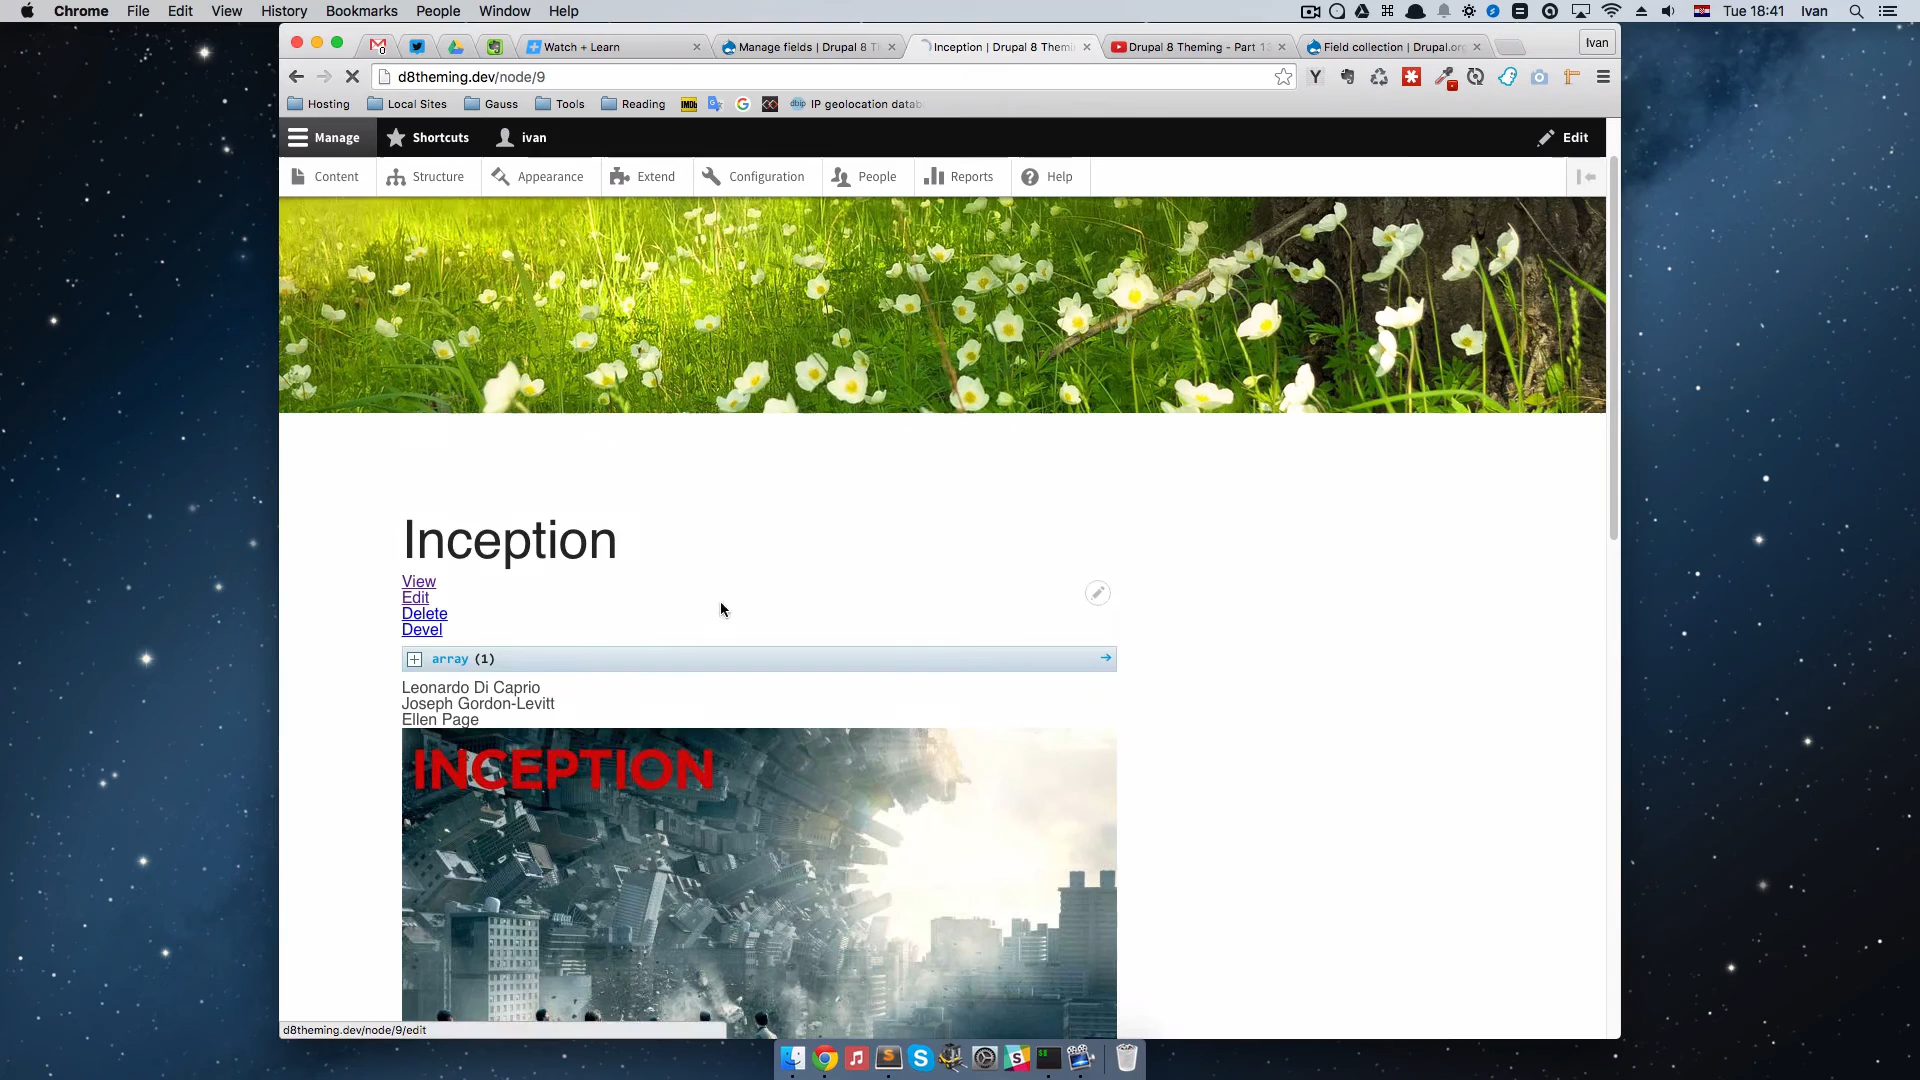 Chrome File Edit View History Bookmarks People Window Help Tue 18:41 Ivan
Watch + Learn Manage fields | Drupal 8 T Inception | Drupal 8 Themi Drupal 8 Theming - Part 1 Field collection | Drupal.or Ivan
d8theming.dev/node/9
Hosting Local Sites Gauss Tools Reading IMDb dbip IP geolocation datab
Manage Shortcuts ivan Edit
Content Structure Appearance Extend Configuration People Reports Help
Inception
View
Edit
Delete
Devel
array (1)
Leonardo Di Caprio
Joseph Gordon-Levitt
Ellen Page
INCEPTION
d8theming.dev/node/9/edit